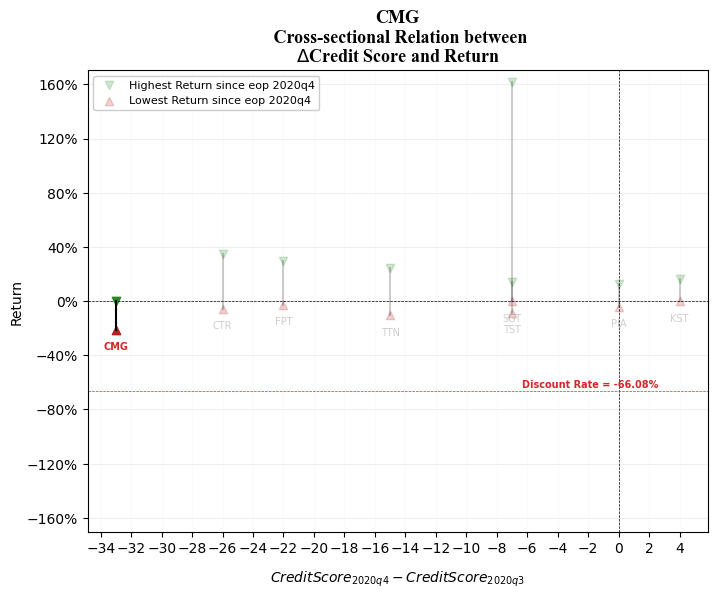 CMG
Cross-sectional Relation between
ΔCredit Score and Return
Highest Return since eop 2020q4
Lowest Return since eop 2020q4
Return
160%
120%
80%
40%
0%
−40%
−80%
−120%
−160%
CMG
CTR
FPT
TTN
SGT
TST
PIA
KST
Discount Rate = -66.08%
−34 −32 −30 −28 −26 −24 −22 −20 −18 −16 −14 −12 −10 −8 −6 −4 −2 0 2 4
CreditScore2020q4 − CreditScore2020q3